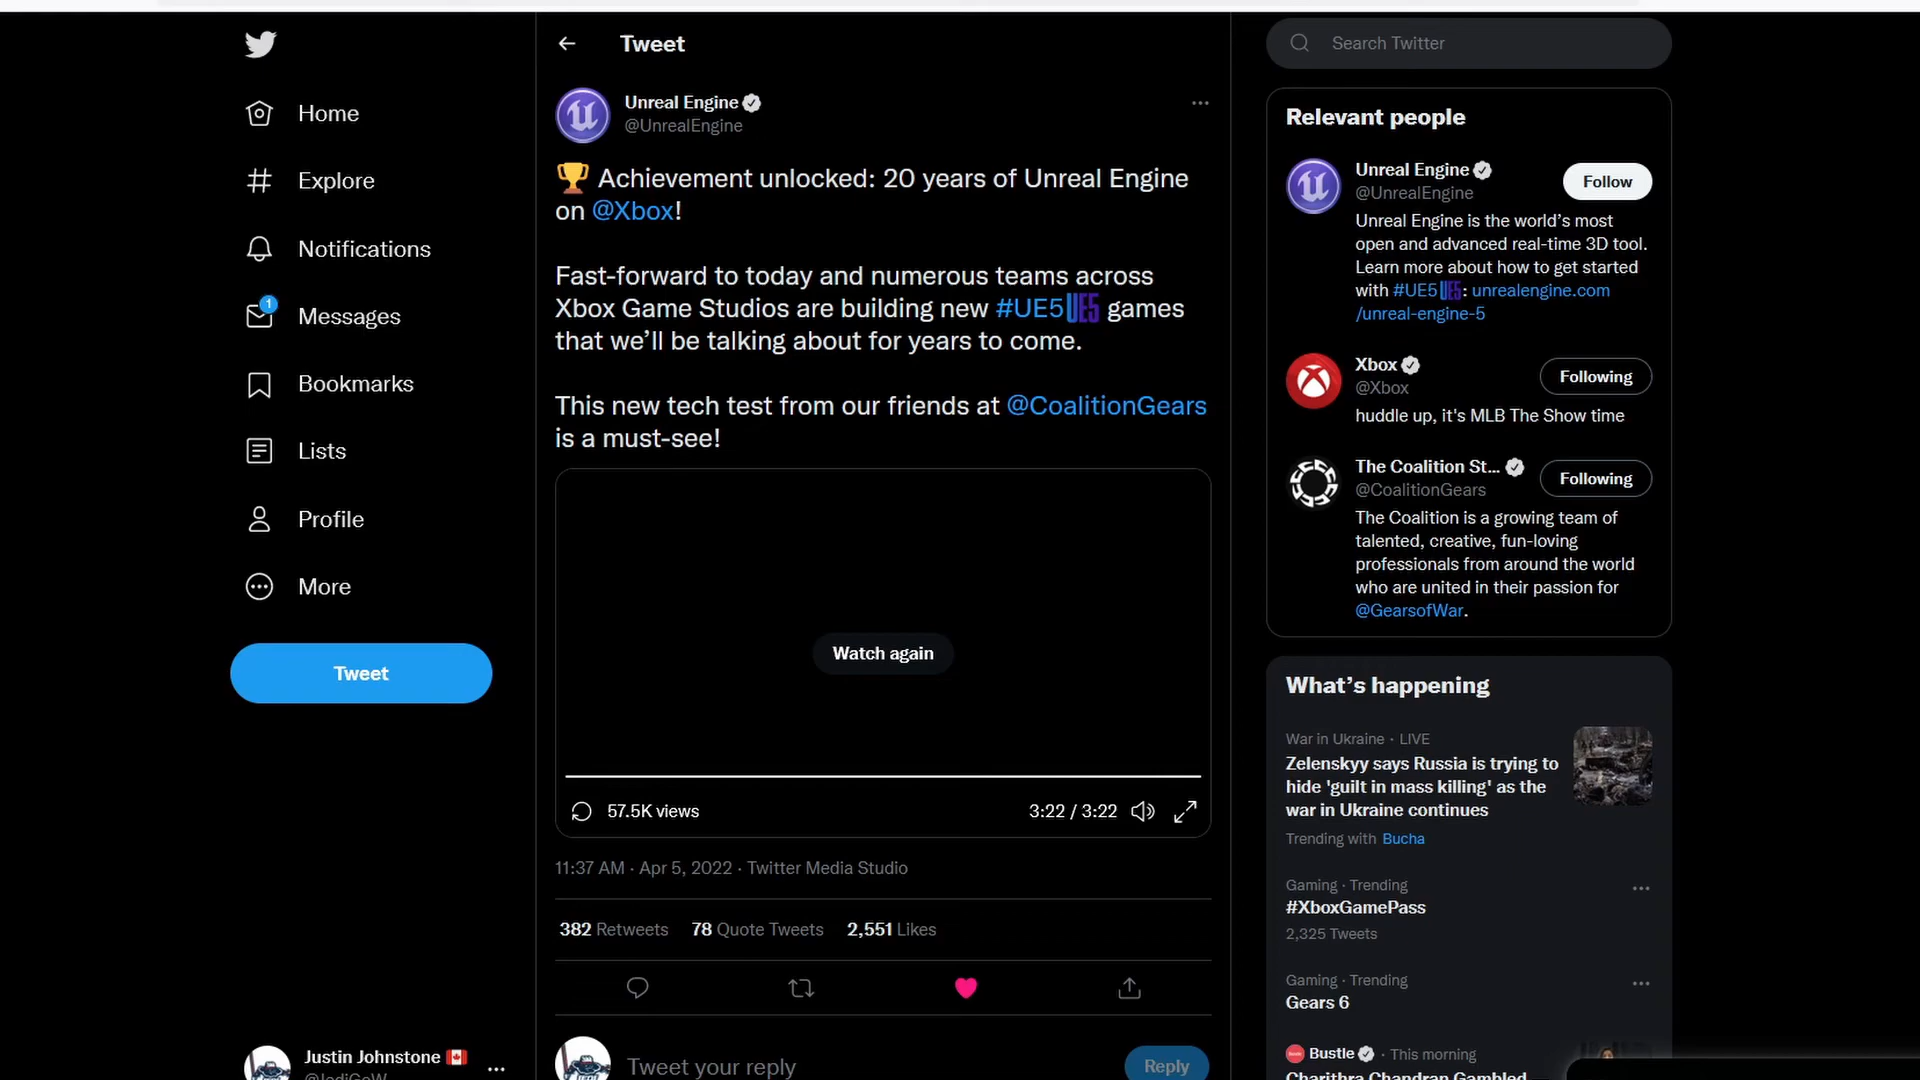 Home
Explore
Notifications
1
Messages
Bookmarks
Lists
Profile
More
Tweet
Justin Johnstone
Tweet
Unreal Engine
@UnrealEngine
🏆 Achievement unlocked: 20 years of Unreal Engine
on @Xbox!
Fast-forward to today and numerous teams across
Xbox Game Studios are building new #UE5 UE5 games
that we’ll be talking about for years to come.
This new tech test from our friends at @CoalitionGears
is a must-see!
Watch again
57.5K views
3:22 / 3:22
11:37 AM · Apr 5, 2022 · Twitter Media Studio
382 Retweets 78 Quote Tweets 2,551 Likes
Tweet your reply
Reply
Search Twitter
Relevant people
Unreal Engine
@UnrealEngine
Follow
Unreal Engine is the world’s most
open and advanced real-time 3D tool.
Learn more about how to get started
with #UE5 UE5: unrealengine.com
/unreal-engine-5
Xbox
@Xbox
Following
huddle up, it's MLB The Show time
The Coalition St...
@CoalitionGears
Following
The Coalition is a growing team of
talented, creative, fun-loving
professionals from around the world
who are united in their passion for
@GearsofWar.
What’s happening
War in Ukraine · LIVE
Zelenskyy says Russia is trying to
hide 'guilt in mass killing' as the
war in Ukraine continues
Trending with Bucha
Gaming · Trending
#XboxGamePass
2,325 Tweets
Gaming · Trending
Gears 6
Bustle · This morning
Charithra Chandran Gambled